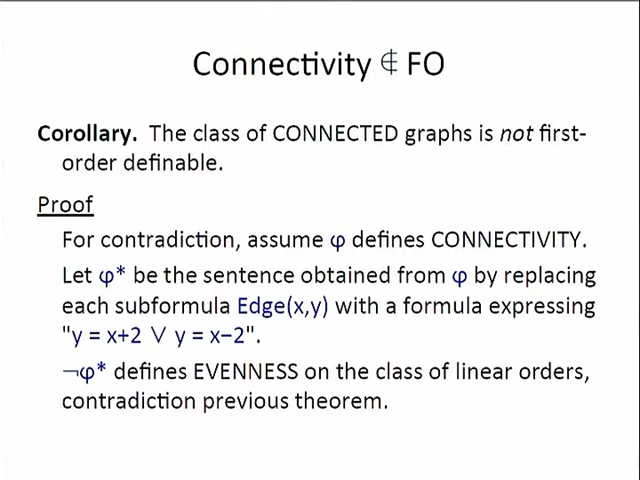 Connectivity ∉ FO
Corollary. The class of CONNECTED graphs is not first-
order definable.
Proof
For contradiction, assume φ defines CONNECTIVITY.
Let φ* be the sentence obtained from φ by replacing
each subformula Edge(x,y) with a formula expressing
"y = x+2 ∨ y = x−2".
¬φ* defines EVENNESS on the class of linear orders,
contradiction previous theorem.